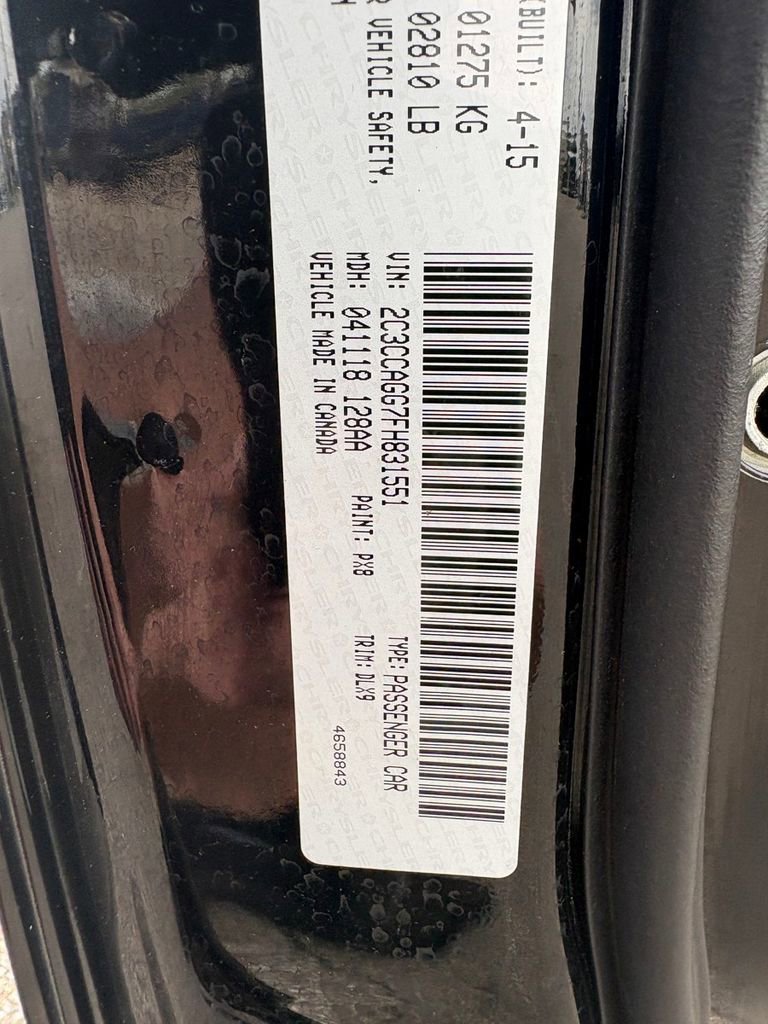 (BUILT): 4-15
01275 KG
02810 LB
VEHICLE SAFETY,
VIN: 2C3CCAGG7FH831551 TYPE: PASSENGER CAR
MDH: 041118 128AA PAINT: PX8 TRIM: DLX9
VEHICLE MADE IN CANADA 4658843